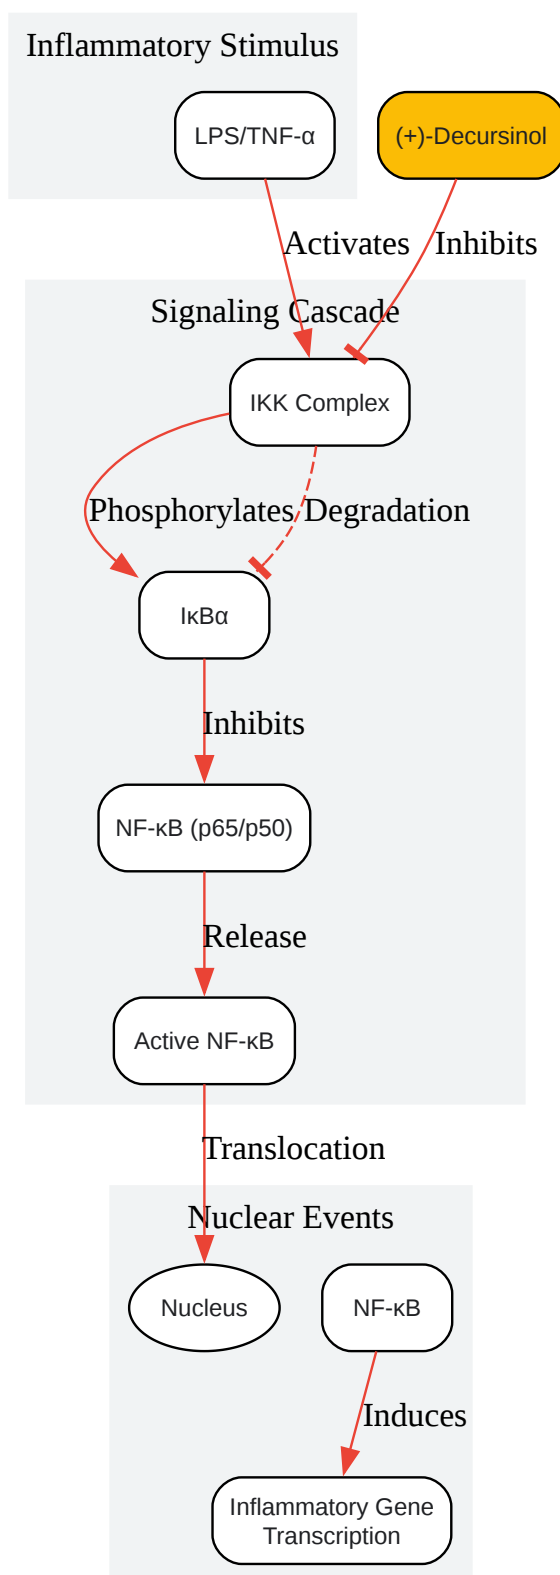 Inflammatory Stimulus
LPS/TNF-α
(+)-Decursinol
Activates
Inhibits
Signaling Cascade
IKK Complex
Phosphorylates
Degradation
IκBα
Inhibits
NF-κB (p65/p50)
Release
Active NF-κB
Translocation
Nuclear Events
Nucleus
NF-κB
Induces
Inflammatory Gene
Transcription